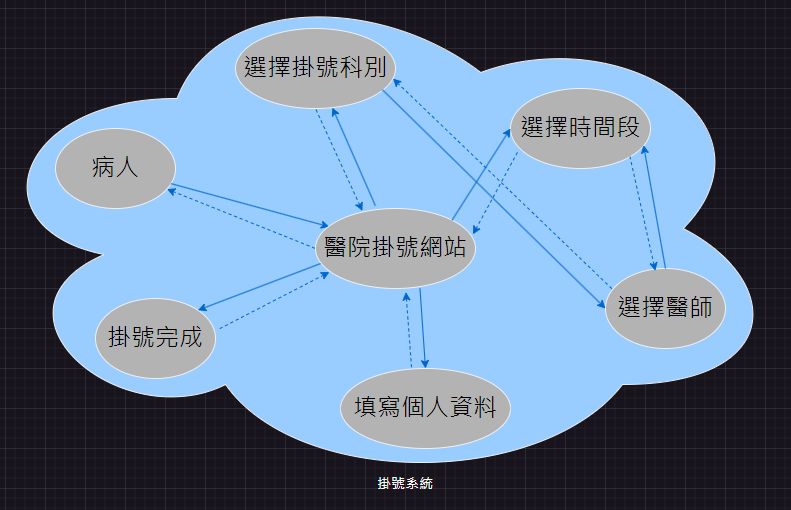 選擇掛號科別
選擇時間段
病人
醫院掛號網站
選擇醫師
掛號完成
填寫個人資料
掛號系統